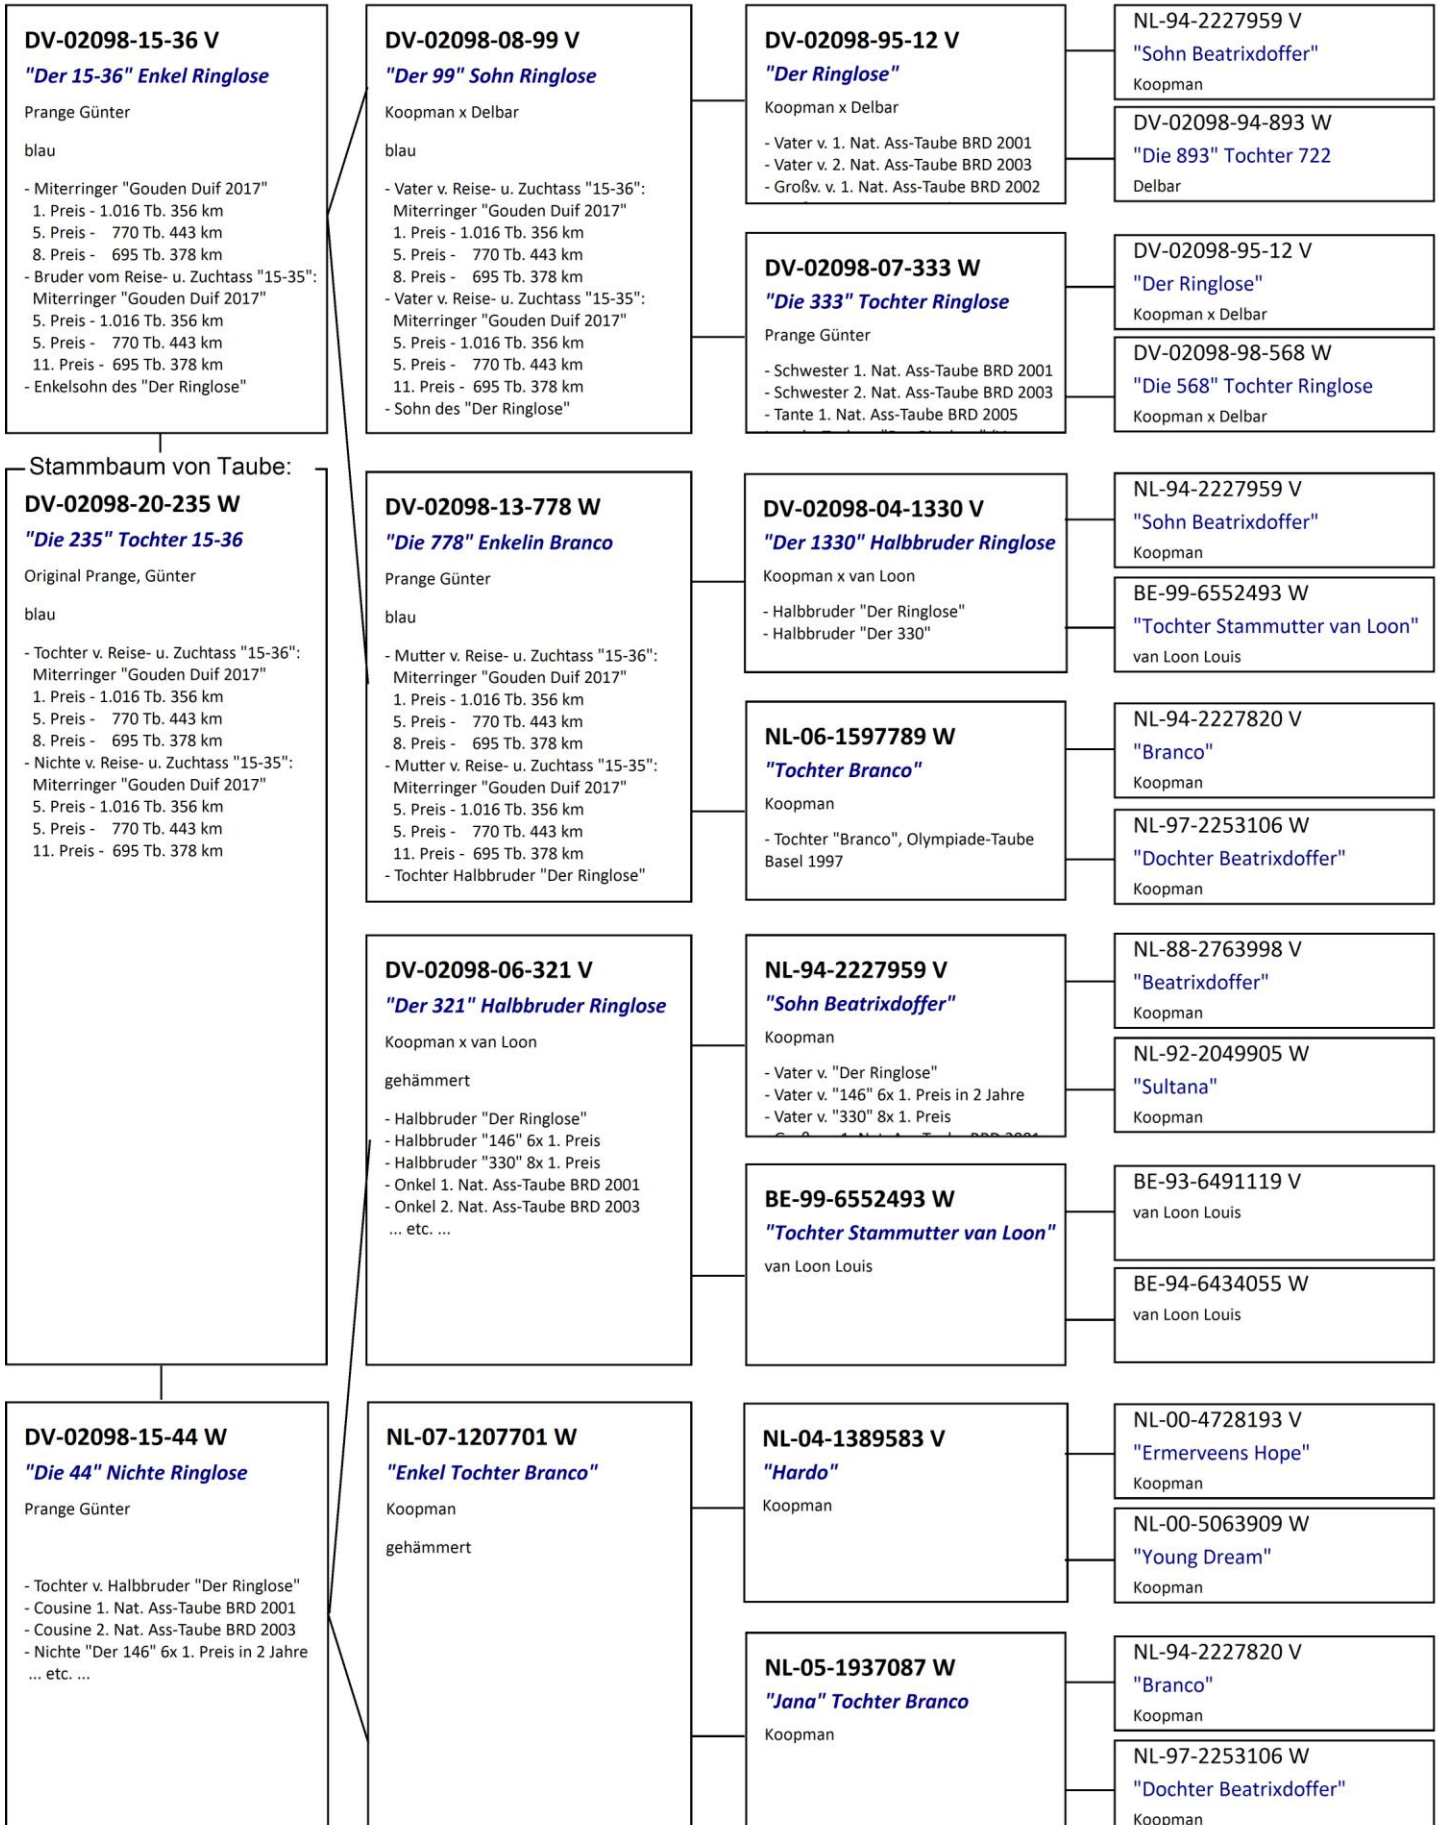 DV-02098-15-36 V
"Der 15-36" Enkel Ringlose
Prange Günter
blau
- Miterringer "Gouden Duif 2017"
1. Preis - 1.016 Tb. 356 km
5. Preis - 770 Tb. 443 km
8. Preis - 695 Tb. 378 km
- Bruder vom Reise- u. Zuchtass "15-35":
Miterringer "Gouden Duif 2017"
5. Preis - 1.016 Tb. 356 km
5. Preis - 770 Tb. 443 km
11. Preis - 695 Tb. 378 km
- Enkelsohn des "Der Ringlose"
Stammbaum von Taube:
DV-02098-20-235 W
"Die 235" Tochter 15-36
Original Prange, Günter
blau
- Tochter v. Reise- u. Zuchtass "15-36":
Miterringer "Gouden Duif 2017"
1. Preis - 1.016 Tb. 356 km
5. Preis - 770 Tb. 443 km
8. Preis - 695 Tb. 378 km
- Nichte v. Reise- u. Zuchtass "15-35":
Miterringer "Gouden Duif 2017"
5. Preis - 1.016 Tb. 356 km
5. Preis - 770 Tb. 443 km
11. Preis - 695 Tb. 378 km
DV-02098-15-44 W
"Die 44" Nichte Ringlose
Prange Günter
- Tochter v. Halbbruder "Der Ringlose"
- Cousine 1. Nat. Ass-Taube BRD 2001
- Cousine 2. Nat. Ass-Taube BRD 2003
- Nichte "Der 146" 6x 1. Preis in 2 Jahre
... etc. ...
DV-02098-08-99 V
"Der 99" Sohn Ringlose
Koopman x Delbar
blau
- Vater v. Reise- u. Zuchtass "15-36":
Miterringer "Gouden Duif 2017"
1. Preis - 1.016 Tb. 356 km
5. Preis - 770 Tb. 443 km
8. Preis - 695 Tb. 378 km
- Vater v. Reise- u. Zuchtass "15-35":
Miterringer "Gouden Duif 2017"
5. Preis - 1.016 Tb. 356 km
5. Preis - 770 Tb. 443 km
11. Preis - 695 Tb. 378 km
- Sohn des "Der Ringlose"
DV-02098-13-778 W
"Die 778" Enkelin Branco
Prange Günter
blau
- Mutter v. Reise- u. Zuchtass "15-36":
Miterringer "Gouden Duif 2017"
1. Preis - 1.016 Tb. 356 km
5. Preis - 770 Tb. 443 km
8. Preis - 695 Tb. 378 km
- Mutter v. Reise- u. Zuchtass "15-35":
Miterringer "Gouden Duif 2017"
5. Preis - 1.016 Tb. 356 km
5. Preis - 770 Tb. 443 km
11. Preis - 695 Tb. 378 km
- Tochter Halbbruder "Der Ringlose"
DV-02098-06-321 V
"Der 321" Halbbruder Ringlose
Koopman x van Loon
gehämmert
- Halbbruder "Der Ringlose"
- Halbbruder "146" 6x 1. Preis
- Halbbruder "330" 8x 1. Preis
- Onkel 1. Nat. Ass-Taube BRD 2001
- Onkel 2. Nat. Ass-Taube BRD 2003
... etc. ...
NL-07-1207701 W
"Enkel Tochter Branco"
Koopman
gehämmert
DV-02098-95-12 V
"Der Ringlose"
Koopman x Delbar
- Vater v. 1. Nat. Ass-Taube BRD 2001
- Vater v. 2. Nat. Ass-Taube BRD 2003
- Großv. v. 1. Nat. Ass-Taube BRD 2002
DV-02098-07-333 W
"Die 333" Tochter Ringlose
Prange Günter
- Schwester 1. Nat. Ass-Taube BRD 2001
- Schwester 2. Nat. Ass-Taube BRD 2003
- Tante 1. Nat. Ass-Taube BRD 2005
DV-02098-04-1330 V
"Der 1330" Halbbruder Ringlose
Koopman x van Loon
- Halbbruder "Der Ringlose"
- Halbbruder "Der 330"
NL-06-1597789 W
"Tochter Branco"
Koopman
- Tochter "Branco", Olympiade-Taube
Basel 1997
NL-94-2227959 V
"Sohn Beatrixdoffer"
Koopman
- Vater v. "Der Ringlose"
- Vater v. "146" 6x 1. Preis in 2 Jahre
- Vater v. "330" 8x 1. Preis
BE-99-6552493 W
"Tochter Stammutter van Loon"
van Loon Louis
NL-04-1389583 V
"Hardo"
Koopman
NL-05-1937087 W
"Jana" Tochter Branco
Koopman
NL-94-2227959 V
"Sohn Beatrixdoffer"
Koopman
DV-02098-94-893 W
"Die 893" Tochter 722
Delbar
DV-02098-95-12 V
"Der Ringlose"
Koopman x Delbar
DV-02098-98-568 W
"Die 568" Tochter Ringlose
Koopman x Delbar
NL-94-2227959 V
"Sohn Beatrixdoffer"
Koopman
BE-99-6552493 W
"Tochter Stammutter van Loon"
van Loon Louis
NL-94-2227820 V
"Branco"
Koopman
NL-97-2253106 W
"Dochter Beatrixdoffer"
Koopman
NL-88-2763998 V
"Beatrixdoffer"
Koopman
NL-92-2049905 W
"Sultana"
Koopman
BE-93-6491119 V
van Loon Louis
BE-94-6434055 W
van Loon Louis
NL-00-4728193 V
"Ermerveens Hope"
Koopman
NL-00-5063909 W
"Young Dream"
Koopman
NL-94-2227820 V
"Branco"
Koopman
NL-97-2253106 W
"Dochter Beatrixdoffer"
Koopman